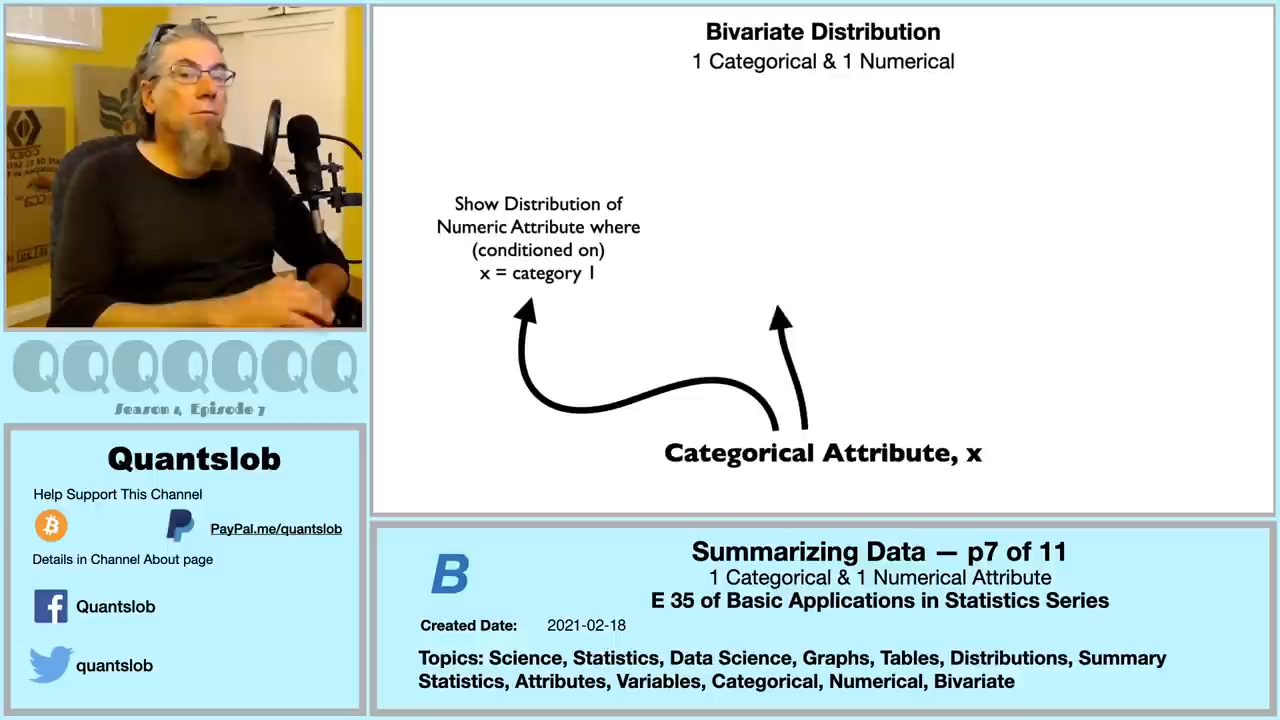 Bivariate Distribution
1 Categorical & 1 Numerical
Show Distribution of
Numeric Attribute where
(conditioned on)
x = category 1
Categorical Attribute, x
QQQQQQQ
Season 4 Episode 7
Quantslob
Help Support This Channel
PayPal.me/quantslob
Details in Channel About page
Quantslob
quantslob
B
Summarizing Data — p7 of 11
1 Categorical & 1 Numerical Attribute
E 35 of Basic Applications in Statistics Series
Created Date: 2021-02-18
Topics: Science, Statistics, Data Science, Graphs, Tables, Distributions, Summary
Statistics, Attributes, Variables, Categorical, Numerical, Bivariate